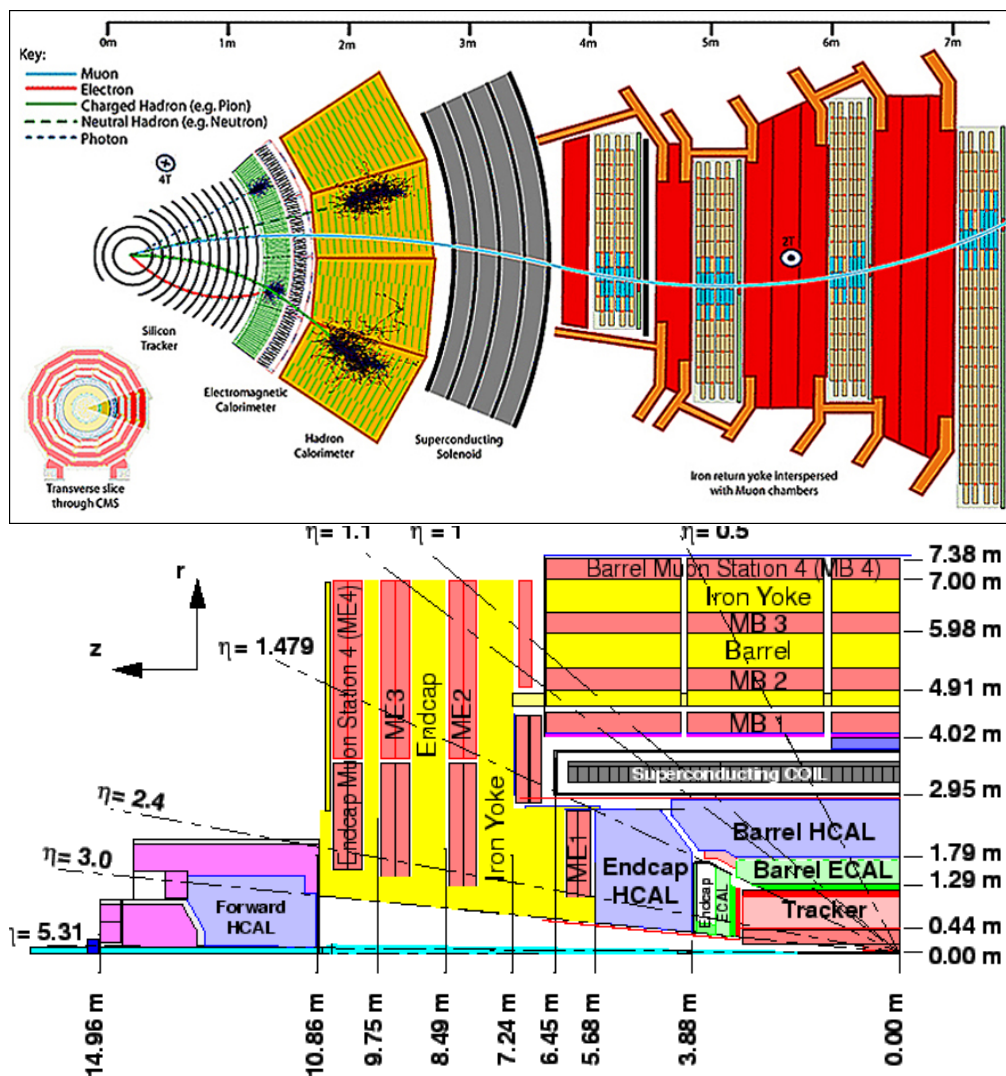 0m 1m 2m 3m 4m 5m 6m 7m
Key:
Muon
Electron
Charged Hadron (e.g. Pion)
Neutral Hadron (e.g. Neutron)
Photon
4T
2T
Silicon
Tracker
Electromagnetic
Calorimeter
Hadron
Calorimeter
Superconducting
Solenoid
Iron return yoke interspersed
with Muon chambers
Transverse slice
through CMS
η = 1.1
η = 1
η = 0.5
r
z
η = 1.479
η = 2.4
η = 3.0
η = 5.31
Barrel Muon Station 4 (MB 4)
Iron Yoke
MB 3
Barrel
MB 2
MB
Superconducting COIL
Barrel HCAL
Barrel ECAL
Tracker
Endcap Muon Station 4 (ME4)
ME3
Endcap
ME2
Iron Yoke
ME1
Endcap
HCAL
Endcap
ECAL
Forward
HCAL
7.38 m
7.00 m
5.98 m
4.91 m
4.02 m
2.95 m
1.79 m
1.29 m
0.44 m
0.00 m
14.96 m
10.86 m
9.75 m
8.49 m
7.24 m
6.45 m
5.68 m
3.88 m
0.00 m